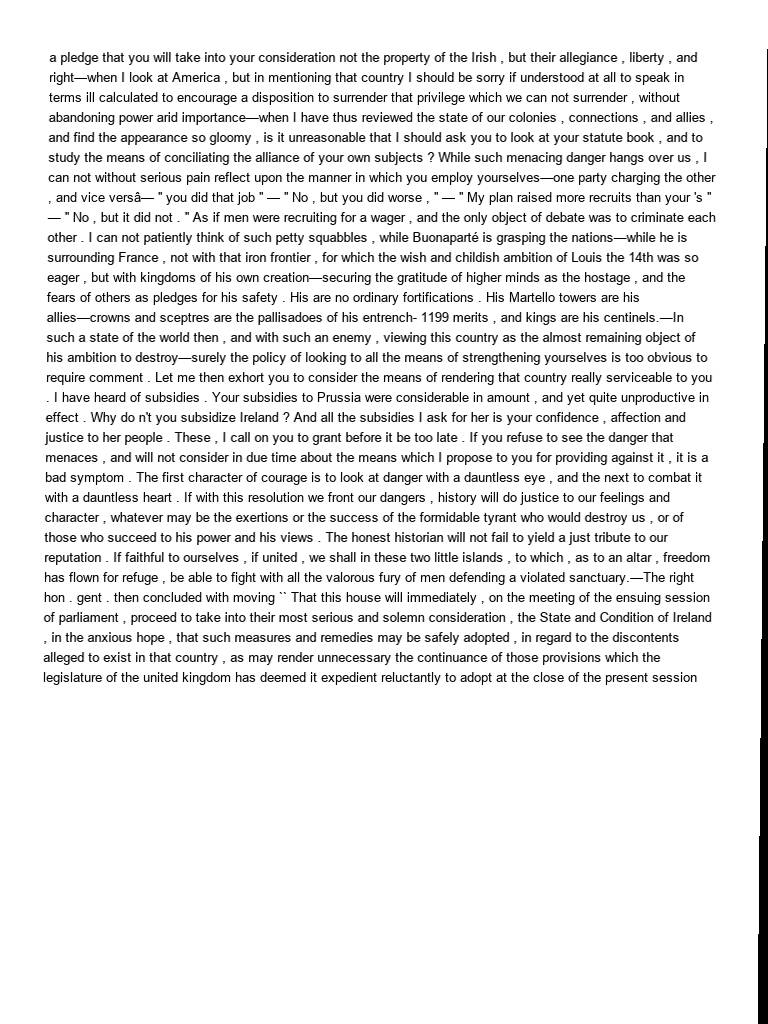 a pledge that you will take into your consideration not the property of the Irish , but their allegiance , liberty , and
right—when I look at America , but in mentioning that country I should be sorry if understood at all to speak in
terms ill calculated to encourage a disposition to surrender that privilege which we can not surrender , without
abandoning power arid importance—when I have thus reviewed the state of our colonies , connections , and allies ,
and find the appearance so gloomy , is it unreasonable that I should ask you to look at your statute book , and to
study the means of conciliating the alliance of your own subjects ? While such menacing danger hangs over us , I
can not without serious pain reflect upon the manner in which you employ yourselves—one party charging the other
, and vice versâ— " you did that job " — " No , but you did worse , " — " My plan raised more recruits than your 's "
— " No , but it did not . " As if men were recruiting for a wager , and the only object of debate was to criminate each
other . I can not patiently think of such petty squabbles , while Buonaparté is grasping the nations—while he is
surrounding France , not with that iron frontier , for which the wish and childish ambition of Louis the 14th was so
eager , but with kingdoms of his own creation—securing the gratitude of higher minds as the hostage , and the
fears of others as pledges for his safety . His are no ordinary fortifications . His Martello towers are his
allies—crowns and sceptres are the pallisadoes of his entrench- 1199 merits , and kings are his centinels.—In
such a state of the world then , and with such an enemy , viewing this country as the almost remaining object of
his ambition to destroy—surely the policy of looking to all the means of strengthening yourselves is too obvious to
require comment . Let me then exhort you to consider the means of rendering that country really serviceable to you
. I have heard of subsidies . Your subsidies to Prussia were considerable in amount , and yet quite unproductive in
effect . Why do n't you subsidize Ireland ? And all the subsidies I ask for her is your confidence , affection and
justice to her people . These , I call on you to grant before it be too late . If you refuse to see the danger that
menaces , and will not consider in due time about the means which I propose to you for providing against it , it is a
bad symptom . The first character of courage is to look at danger with a dauntless eye , and the next to combat it
with a dauntless heart . If with this resolution we front our dangers , history will do justice to our feelings and
character , whatever may be the exertions or the success of the formidable tyrant who would destroy us , or of
those who succeed to his power and his views . The honest historian will not fail to yield a just tribute to our
reputation . If faithful to ourselves , if united , we shall in these two little islands , to which , as to an altar , freedom
has flown for refuge , be able to fight with all the valorous fury of men defending a violated sanctuary.—The right
hon . gent . then concluded with moving `` That this house will immediately , on the meeting of the ensuing session
of parliament , proceed to take into their most serious and solemn consideration , the State and Condition of Ireland
, in the anxious hope , that such measures and remedies may be safely adopted , in regard to the discontents
alleged to exist in that country , as may render unnecessary the continuance of those provisions which the
legislature of the united kingdom has deemed it expedient reluctantly to adopt at the close of the present session